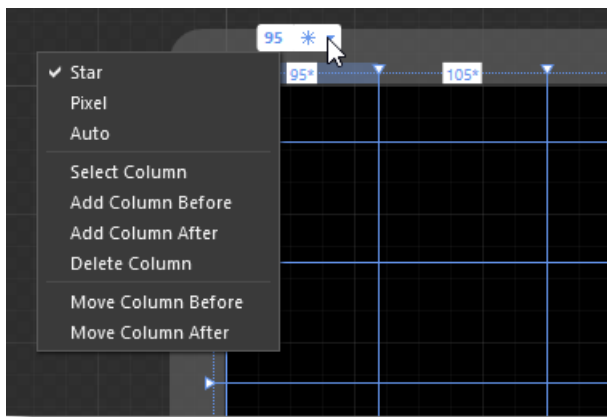 95 *
95*
105*
Star
Pixel
Auto
Select Column
Add Column Before
Add Column After
Delete Column
Move Column Before
Move Column After